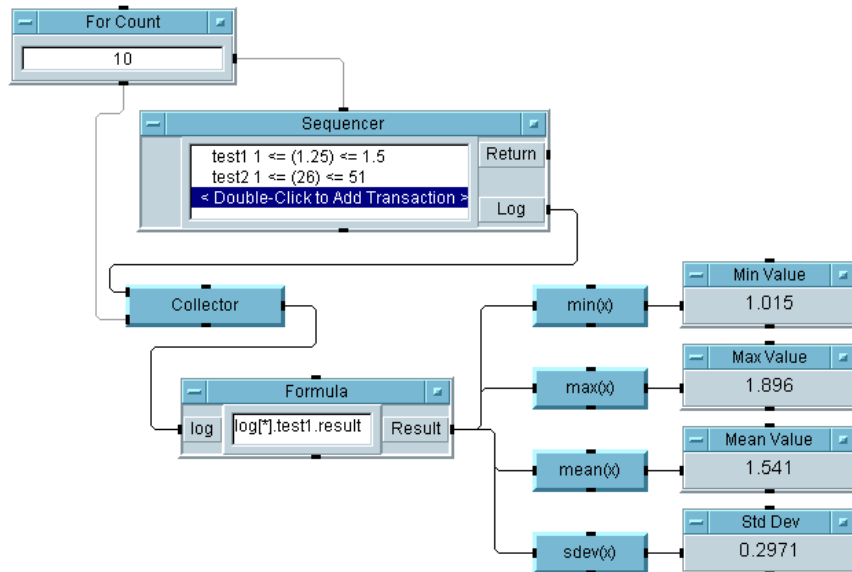 For Count
10
Sequencer
test1 1 <= (1.25) <= 1.5
test2 1 <= (26) <= 51
< Double-Click to Add Transaction >
Return
Log
Collector
Formula
log
log[*].test1.result
Result
min(x)
Min Value
1.015
max(x)
Max Value
1.896
mean(x)
Mean Value
1.541
sdev(x)
Std Dev
0.2971